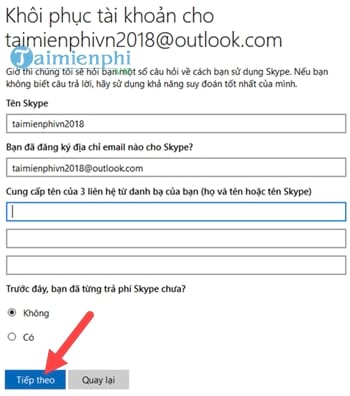 Khôi phục tài khoản cho
taimienphivn2018@outlook.com
Taimienphi
Giờ thì chúng tôi sẽ hỏi bạn một số câu hỏi về cách bạn sử dụng Skype. Nếu bạn
không biết câu trả lời, hãy sử dụng khả năng suy đoán tốt nhất của mình.
Tên Skype
taimienphivn2018
Bạn đã đăng ký địa chỉ email nào cho Skype?
taimienphivn2018@outlook.com
Cung cấp tên của 3 liên hệ từ danh bạ của bạn (họ và tên hoặc tên Skype)
Trước đây, bạn đã từng trả phí Skype chưa?
Không
Có
Tiếp theo
Quay lại